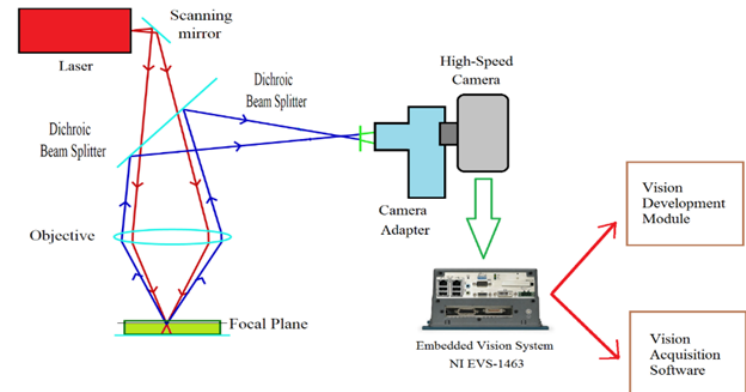 Scanning
mirror
Laser
High-Speed
Camera
Dichroic
Beam Splitter
Dichroic
Beam Splitter
Vision
Development
Module
Camera
Adapter
Objective
Focal Plane
Embedded Vision System
NI EVS-1463
Vision
Acquisition
Software